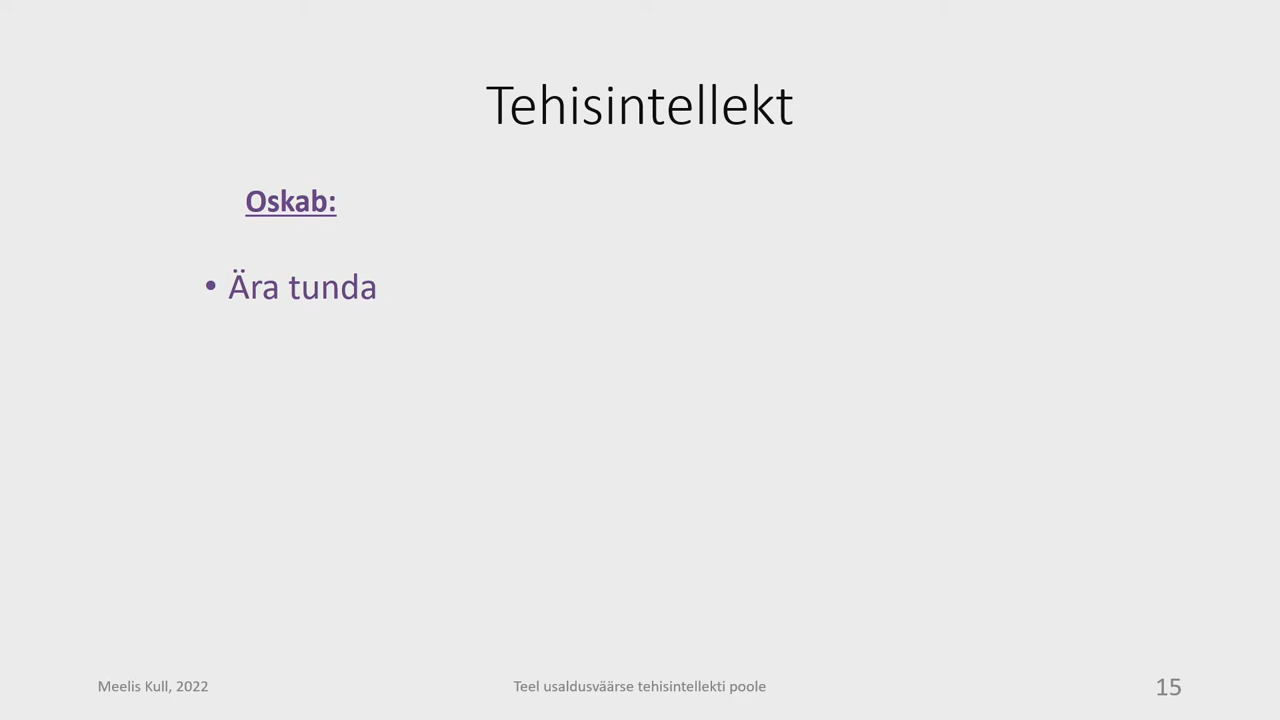 Tehisintellekt
Oskab:
• Ära tunda
Meelis Kull, 2022
Teel usaldusväärse tehisintellekti poole
15